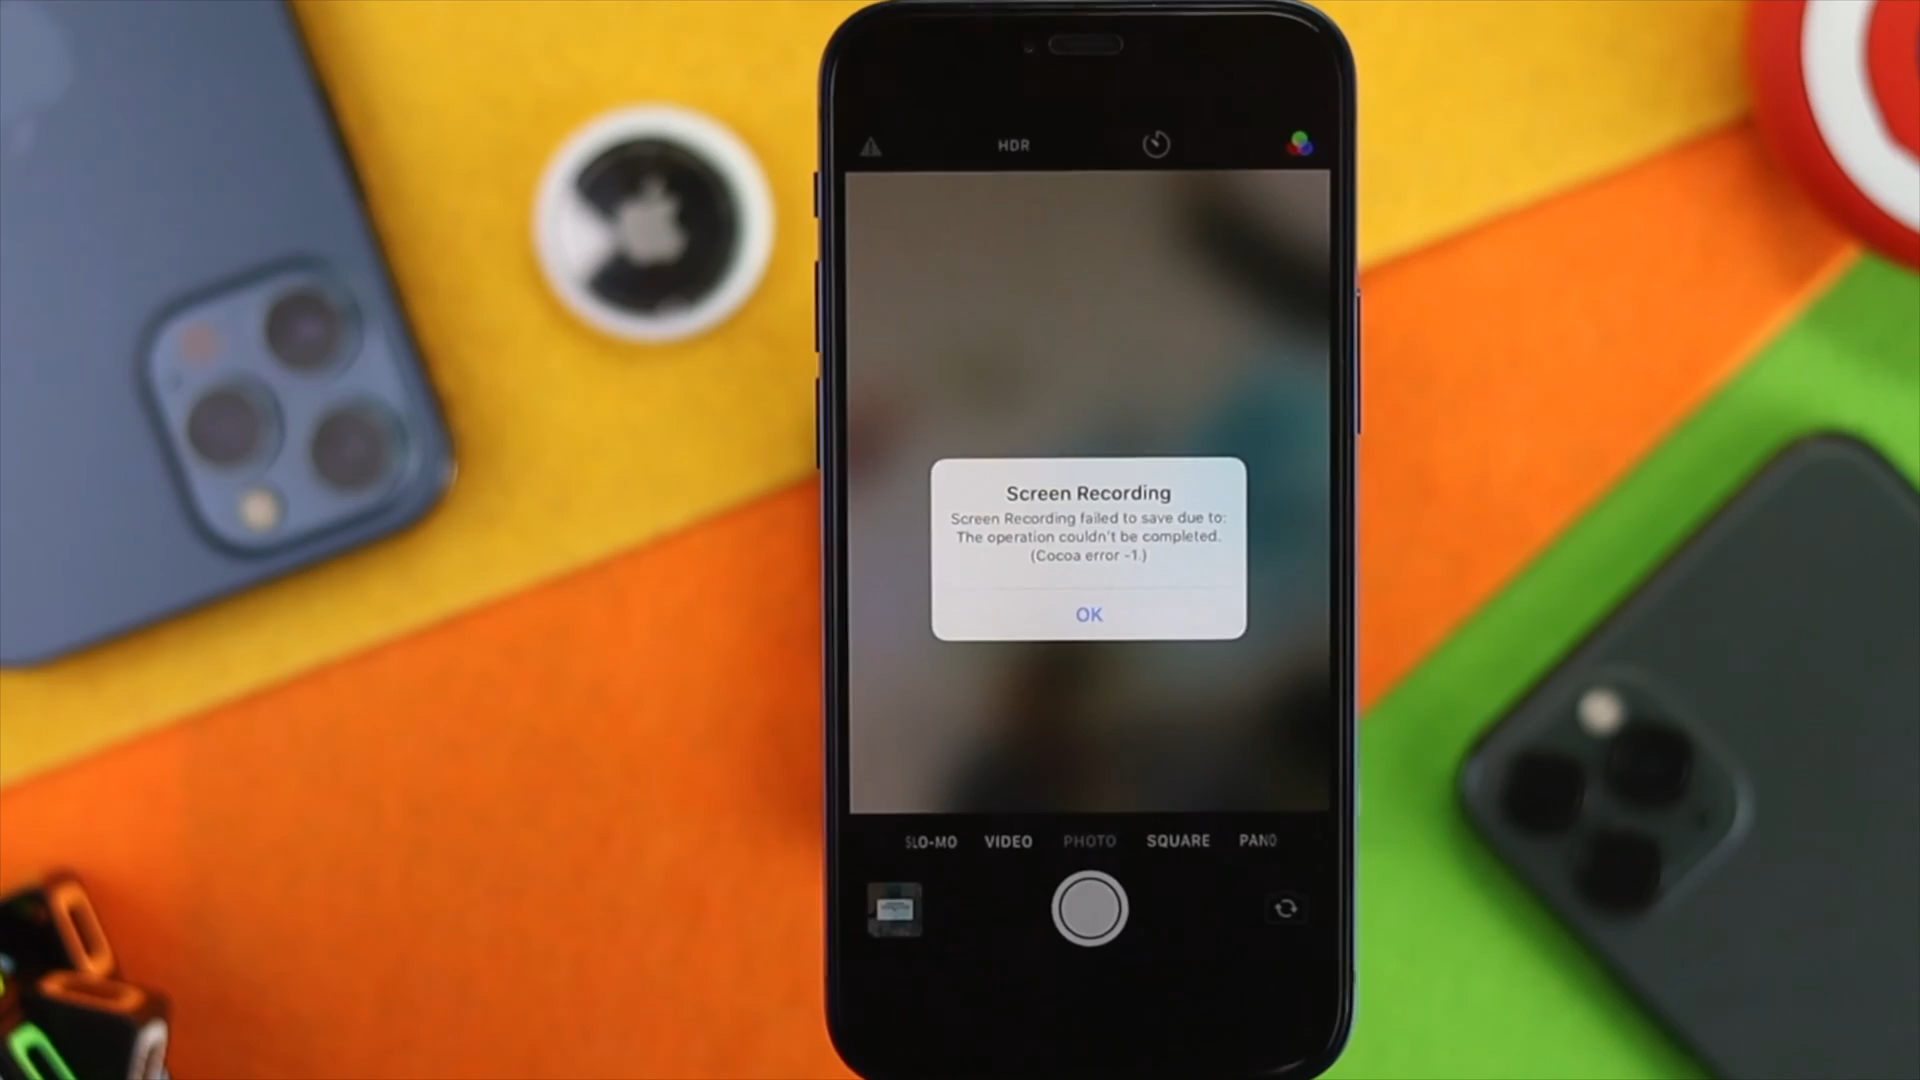 HDR
Screen Recording
Screen Recording failed to save due to:
The operation couldn't be completed.
(Cocoa error -1.)
OK
SLO-MO VIDEO PHOTO SQUARE PANO